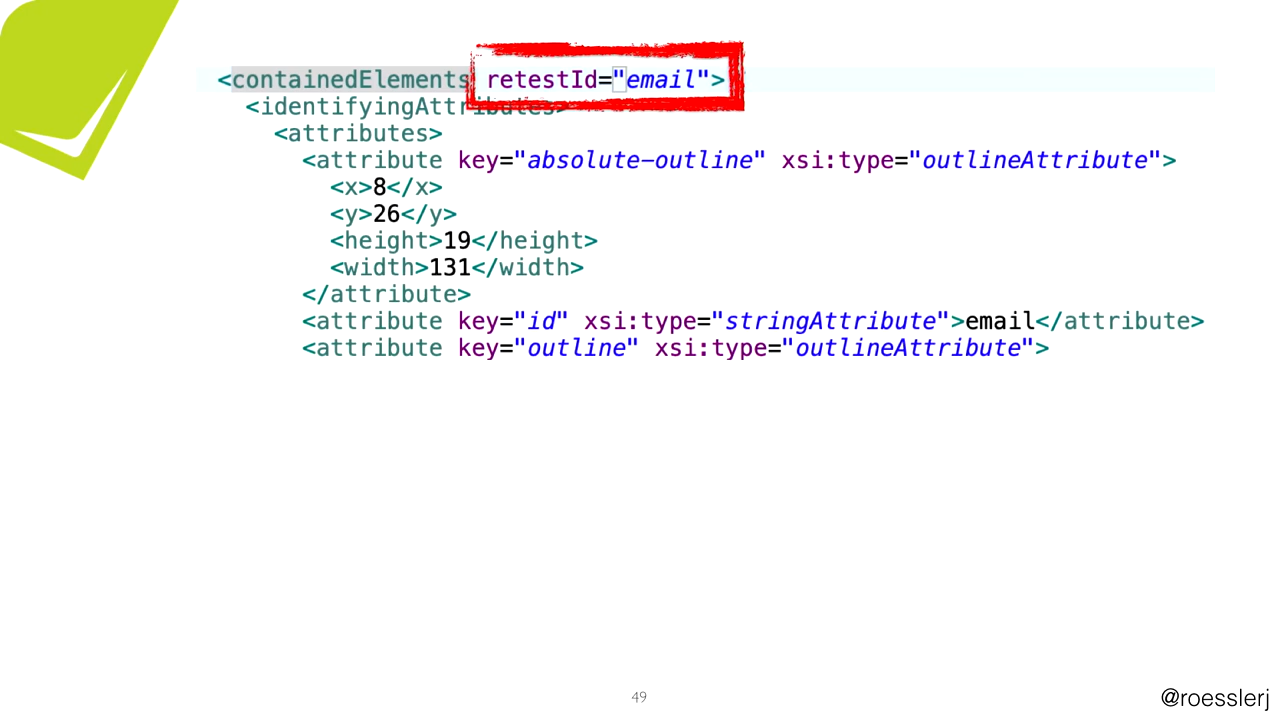 <containedElements retestId="email">
<identifyingAttributes>
<attributes>
<attribute key="absolute-outline" xsi:type="outlineAttribute">
<x>8</x>
<y>26</y>
<height>19</height>
<width>131</width>
</attribute>
<attribute key="id" xsi:type="stringAttribute">email</attribute>
<attribute key="outline" xsi:type="outlineAttribute">
49
@roesslerj